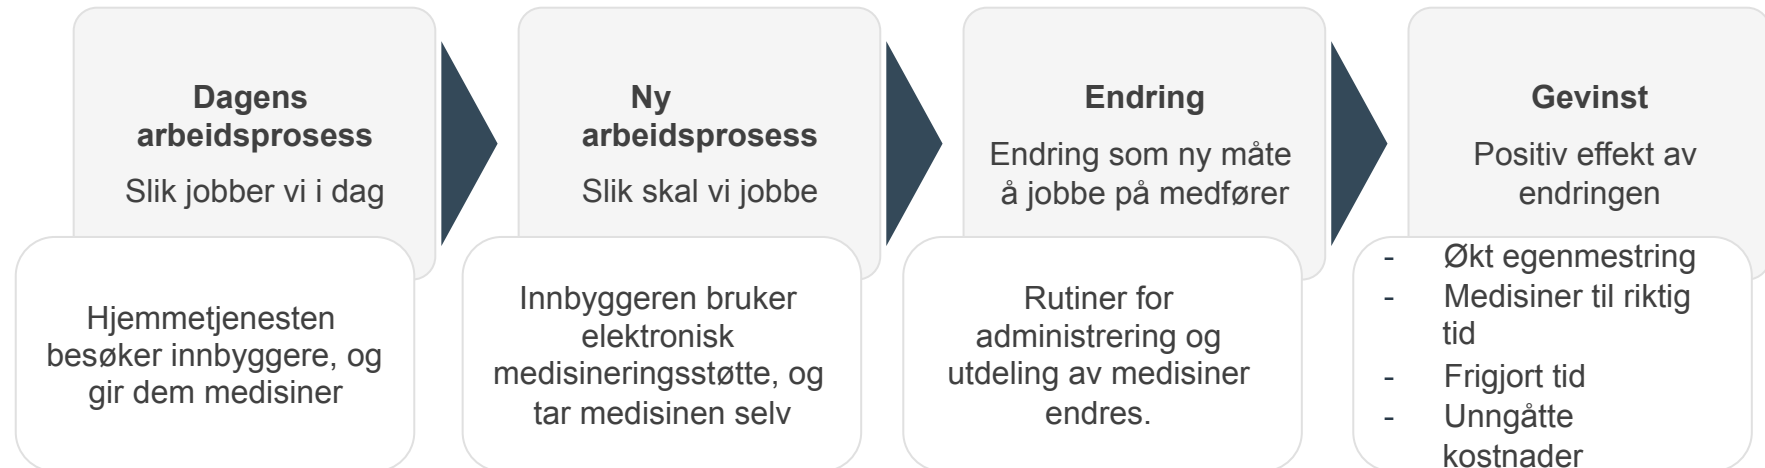 Dagens
arbeidsprosess
Slik jobber vi i dag
Hjemmetjenesten
besøker innbyggere, og
gir dem medisiner
Ny
arbeidsprosess
Slik skal vi jobbe
Innbyggeren bruker
elektronisk
medisineringsstøtte, og
tar medisinen selv
Endring
Endring som ny måte
å jobbe på medfører
Rutiner for
administrering og
utdeling av medisiner
endres.
Gevinst
Positiv effekt av
endringen
- Økt egenmestring
- Medisiner til riktig
tid
- Frigjort tid
- Unngåtte
kostnader